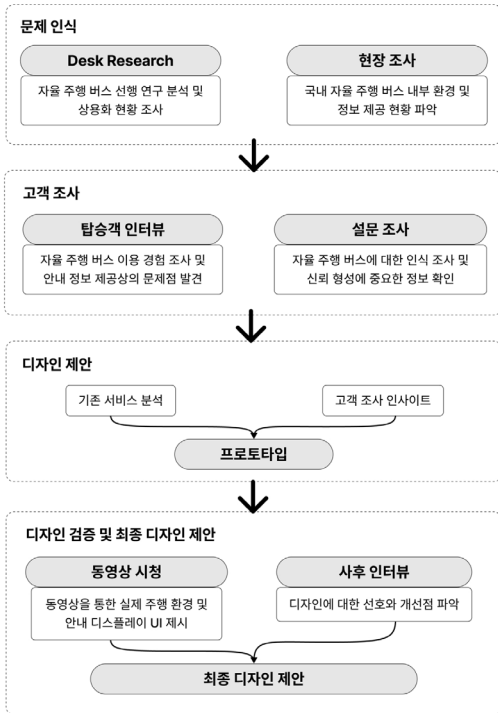 문제 인식
Desk Research
자율 주행 버스 선행 연구 분석 및
상용화 현황 조사
현장 조사
국내 자율 주행 버스 내부 환경 및
정보 제공 현황 파악
고객 조사
탑승객 인터뷰
자율 주행 버스 이용 경험 조사 및
안내 정보 제공상의 문제점 발견
설문 조사
자율 주행 버스에 대한 인식 조사 및
신뢰 형성에 중요한 정보 확인
디자인 제안
기존 서비스 분석
고객 조사 인사이트
프로토타입
디자인 검증 및 최종 디자인 제안
동영상 시청
동영상을 통한 실제 주행 환경 및
안내 디스플레이 UI 제시
사후 인터뷰
디자인에 대한 선호와 개선점 파악
최종 디자인 제안